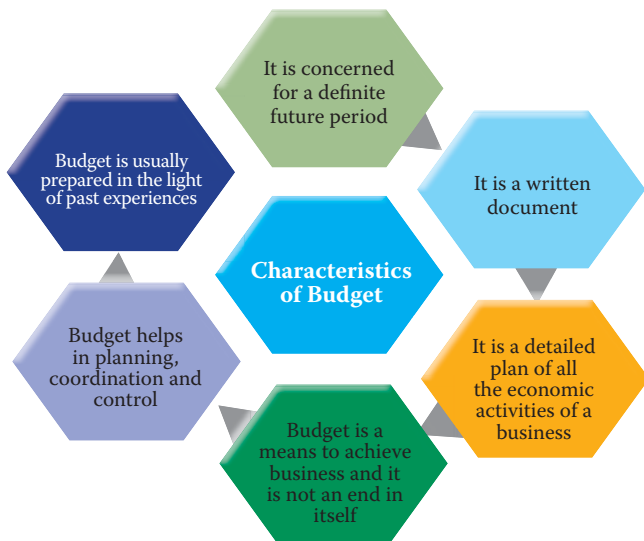 It is concerned
for a definite
future period
It is a written
document
It is a detailed
plan of all
the economic
activities of a
business
Budget is a
means to achieve
business and it
is not an end in
itself
Budget helps
in planning,
coordination and
control
Budget is usually
prepared in the light
of past experiences
Characteristics
of Budget